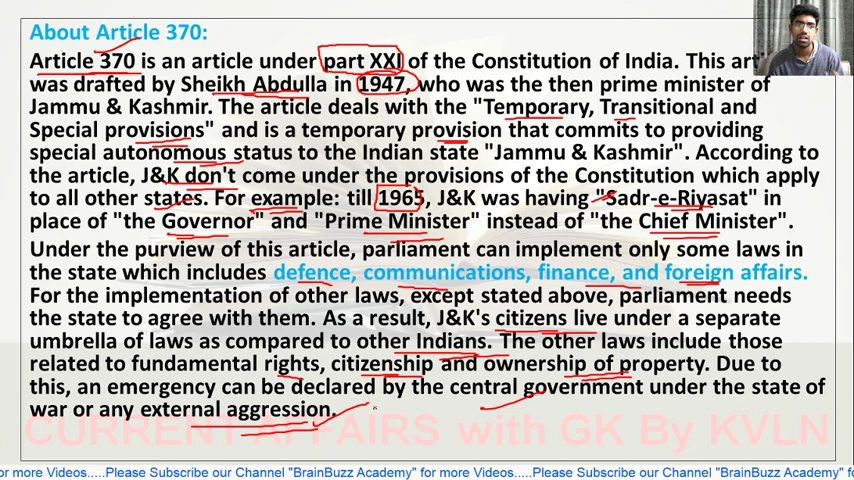 About Article 370:
Article 370 is an article under part XXI of the Constitution of India. This
was drafted by Sheikh Abdulla in 1947, who was the then prime minister of
Jammu & Kashmir. The article deals with the "Temporary, Transitional and
Special provisions" and is a temporary provision that commits to providing
special autonomous status to the Indian state "Jammu & Kashmir". According to
the article, J&K don't come under the provisions of the Constitution which apply
to all other states. For example: till 1965, J&K was having "Sadr-e-Riyasat" in
place of "the Governor" and "Prime Minister" instead of "the Chief Minister".
Under the purview of this article, parliament can implement only some laws in
the state which includes defence, communications, finance, and foreign affairs.
For the implementation of other laws, except stated above, parliament needs
the state to agree with them. As a result, J&K's citizens live under a separate
umbrella of laws as compared to other Indians. The other laws include those
related to fundamental rights, citizenship and ownership of property. Due to
this, an emergency can be declared by the central government under the state of
war or any external aggression.
CURRENT AFFAIRS with GK By KVLN
or more Videos.....Please Subscribe our Channel "BrainBuzz Academy" for more Videos.....Please Subscribe our Channel "BrainBuzz Academy" fo